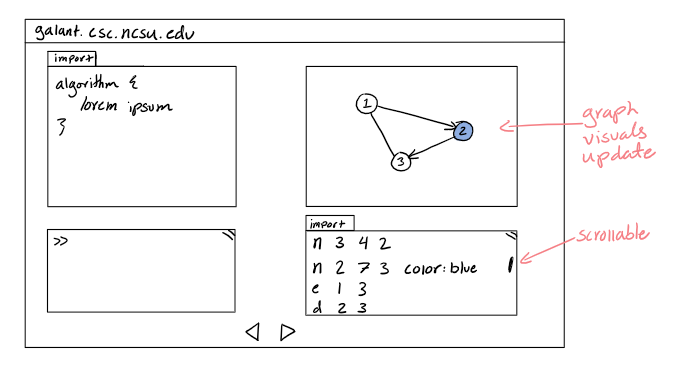 galant.csc.ncsu.edu
import
algorithm {
lorem ipsum
}
1
2
3
graph
visuals
update
>>
import
n 3 4 2
n 2 7 3 color:blue
e 1 3
d 2 3
scrollable